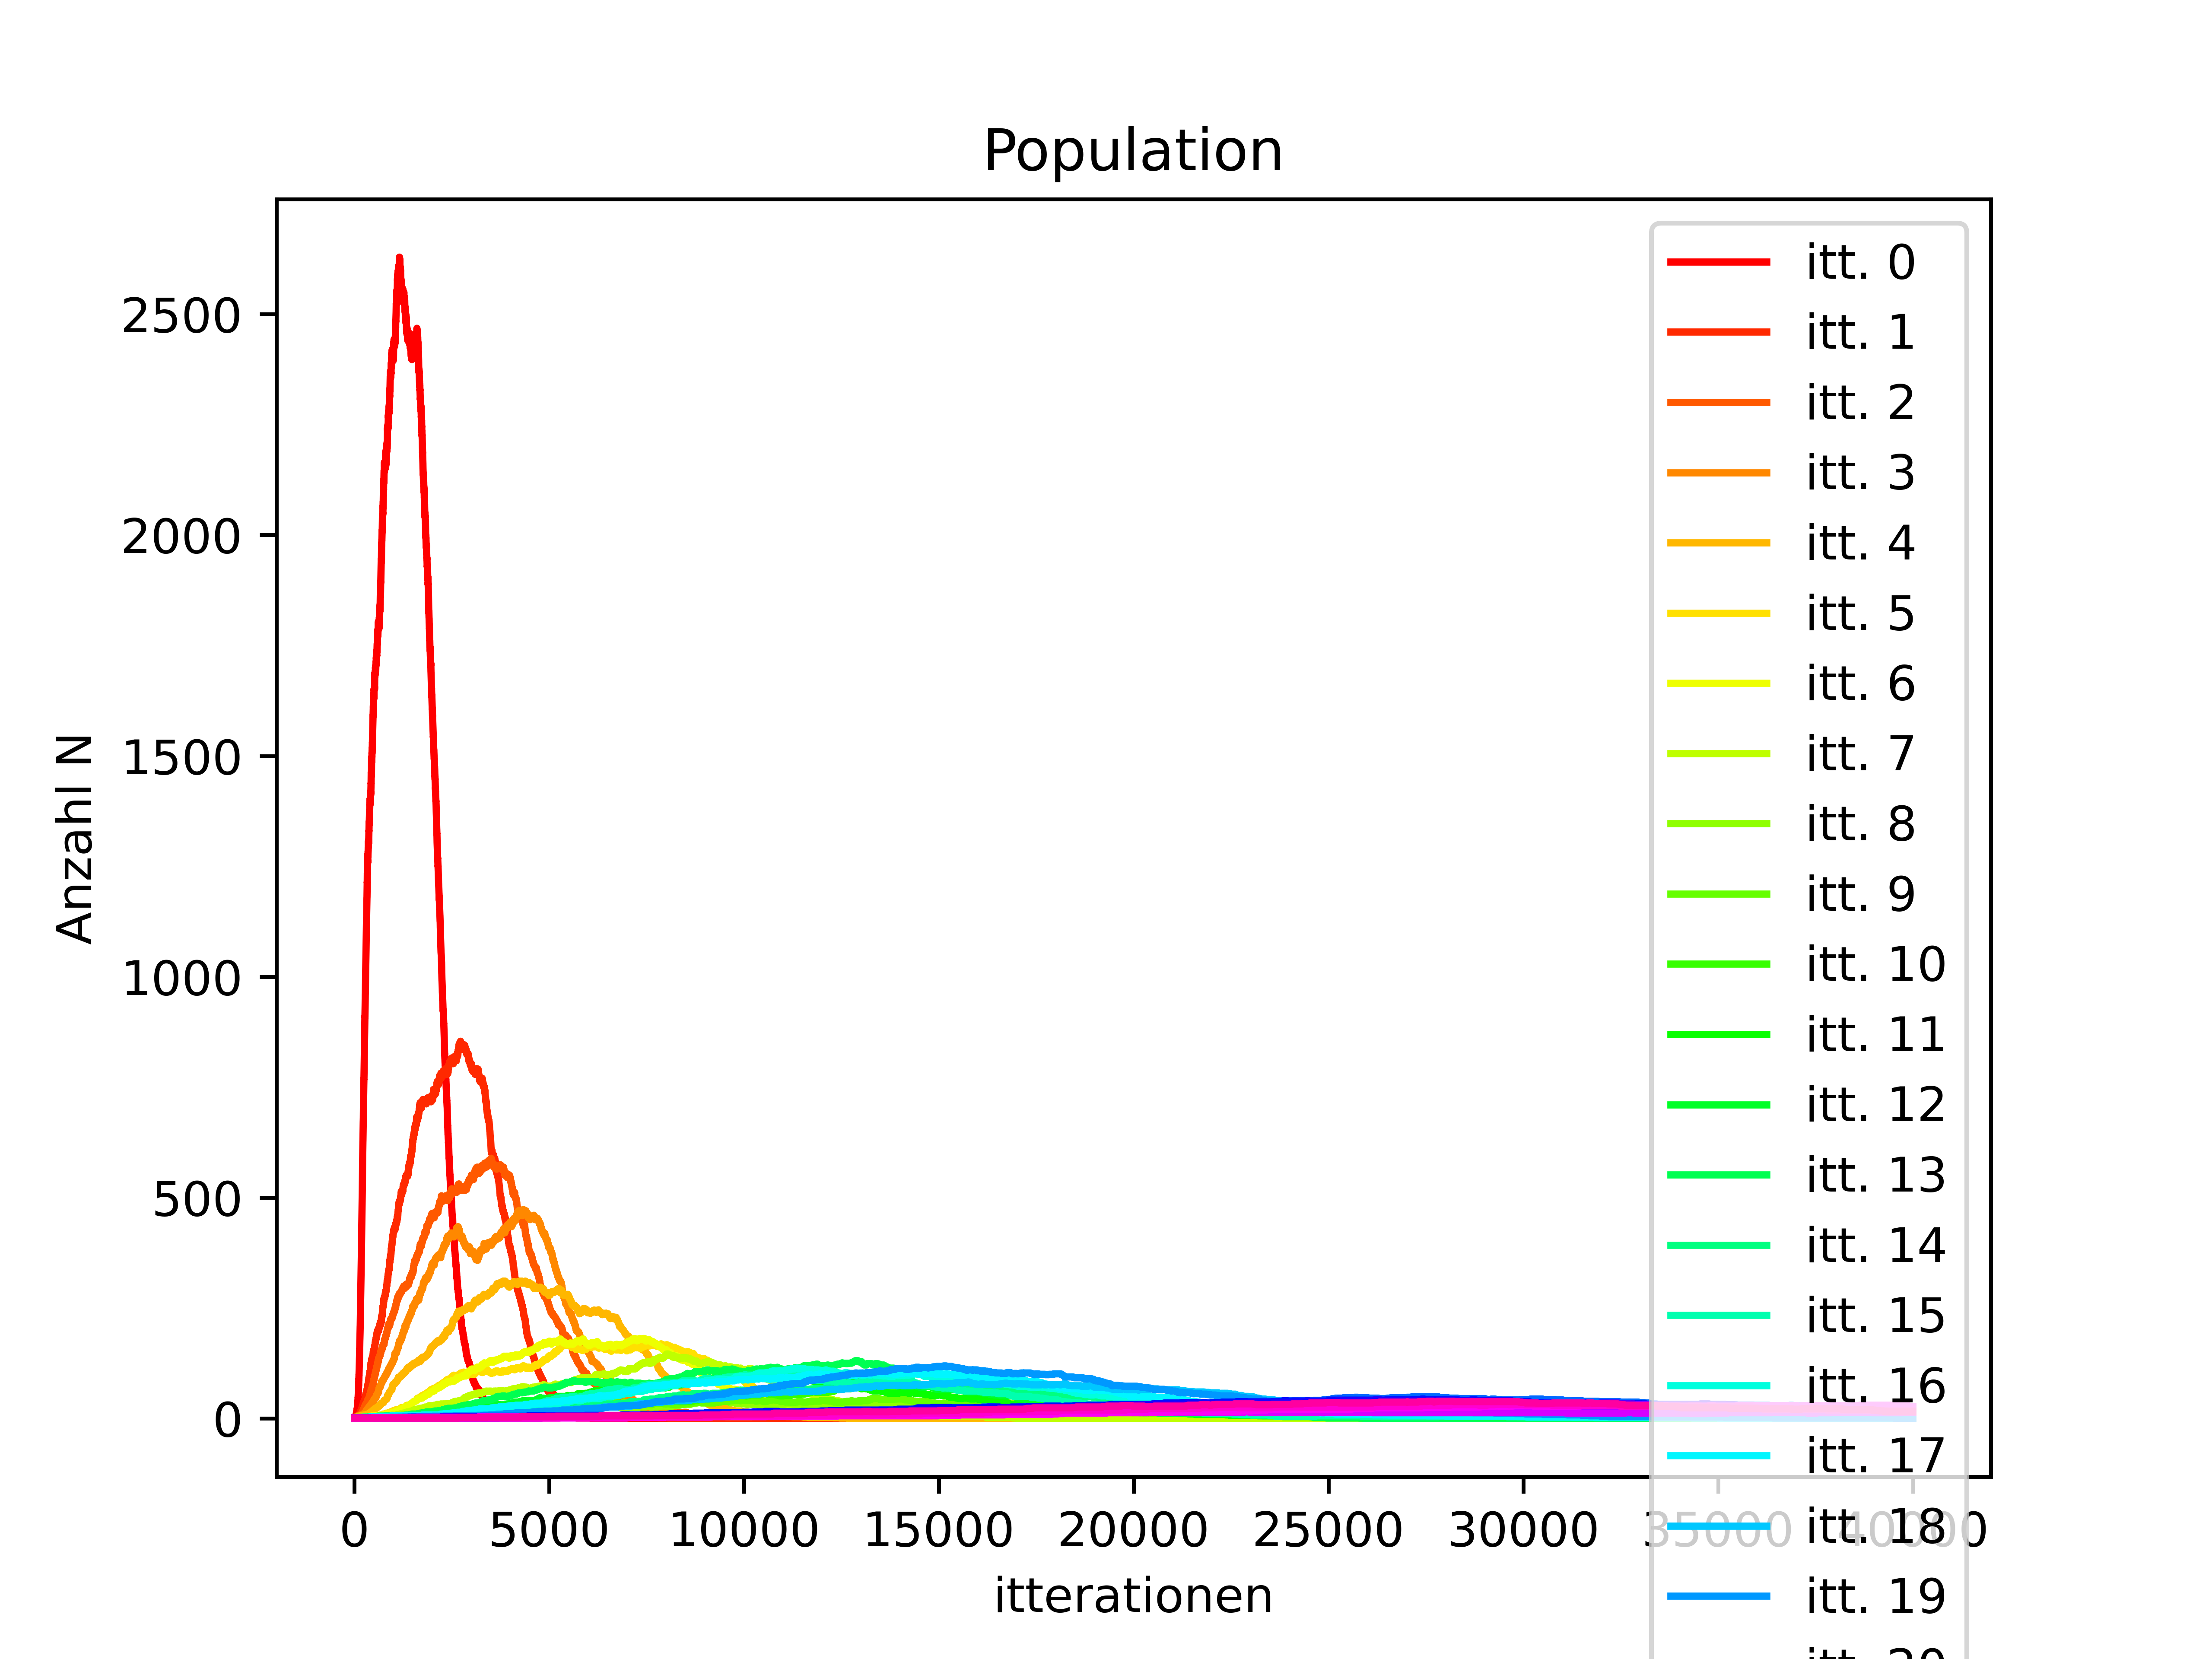 Population
Anzahl N
2500
2000
1500
1000
500
0
0 5000 10000 15000 20000 25000 30000 35000 40000
itterationen
itt. 0
itt. 1
itt. 2
itt. 3
itt. 4
itt. 5
itt. 6
itt. 7
itt. 8
itt. 9
itt. 10
itt. 11
itt. 12
itt. 13
itt. 14
itt. 15
itt. 16
itt. 17
itt. 18
itt. 19